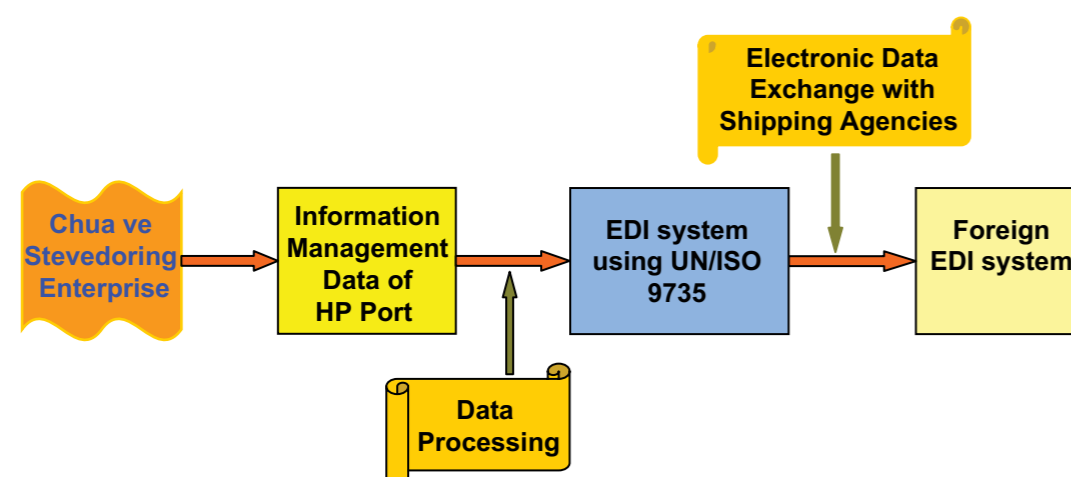 Electronic Data
Exchange with
Shipping Agencies
Chua ve
Stevedoring
Enterprise
Information
Management
Data of
HP Port
EDI system
using UN/ISO
9735
Foreign
EDI system
Data
Processing